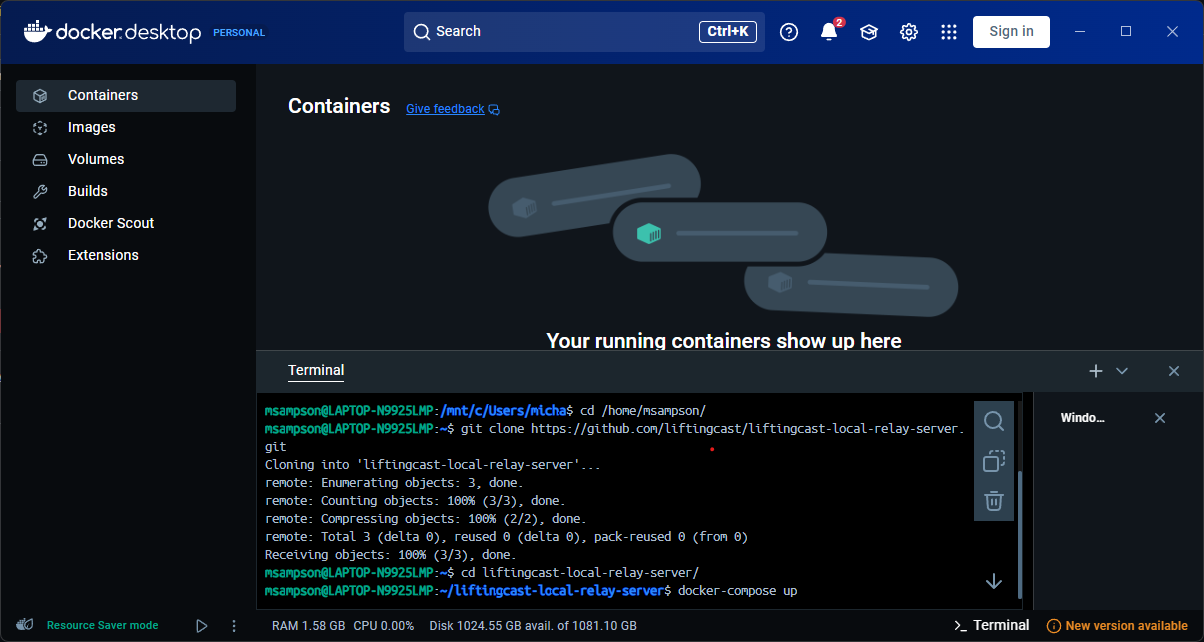 docker desktop PERSONAL
Search
Ctrl+K
2
Sign in
Containers
Images
Volumes
Builds
Docker Scout
Extensions
Containers
Give feedback
Your running containers show up here
Terminal
msampson@LAPTOP-N9925LMP:/mnt/c/Users/micha$ cd /home/msampson/
msampson@LAPTOP-N9925LMP:~$ git clone https://github.com/liftingcast/liftingcast-local-relay-server.
git
Cloning into 'liftingcast-local-relay-server'...
remote: Enumerating objects: 3, done.
remote: Counting objects: 100% (3/3), done.
remote: Compressing objects: 100% (2/2), done.
remote: Total 3 (delta 0), reused 0 (delta 0), pack-reused 0 (from 0)
Receiving objects: 100% (3/3), done.
msampson@LAPTOP-N9925LMP:~$ cd liftingcast-local-relay-server/
msampson@LAPTOP-N9925LMP:~/liftingcast-local-relay-server$ docker-compose up
Windo...
Resource Saver mode
RAM 1.58 GB CPU 0.00% Disk 1024.55 GB avail. of 1081.10 GB
>_ Terminal
New version available